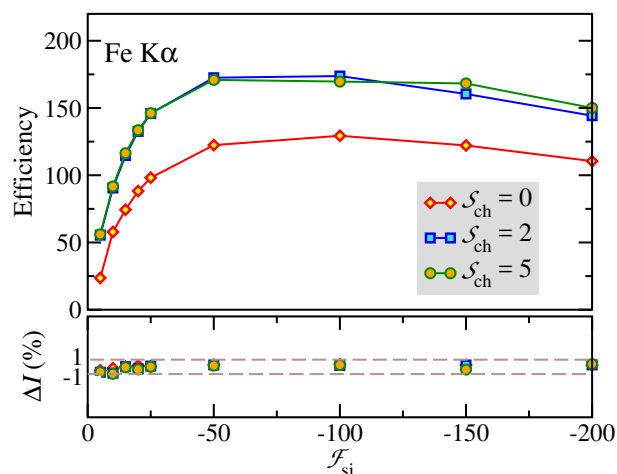 200
150
100
50
0
Efficiency
Fe Kα
𝒮ch = 0
𝒮ch = 2
𝒮ch = 5
1
-1
ΔI (%)
0 -50 -100 -150 -200
ℱsi